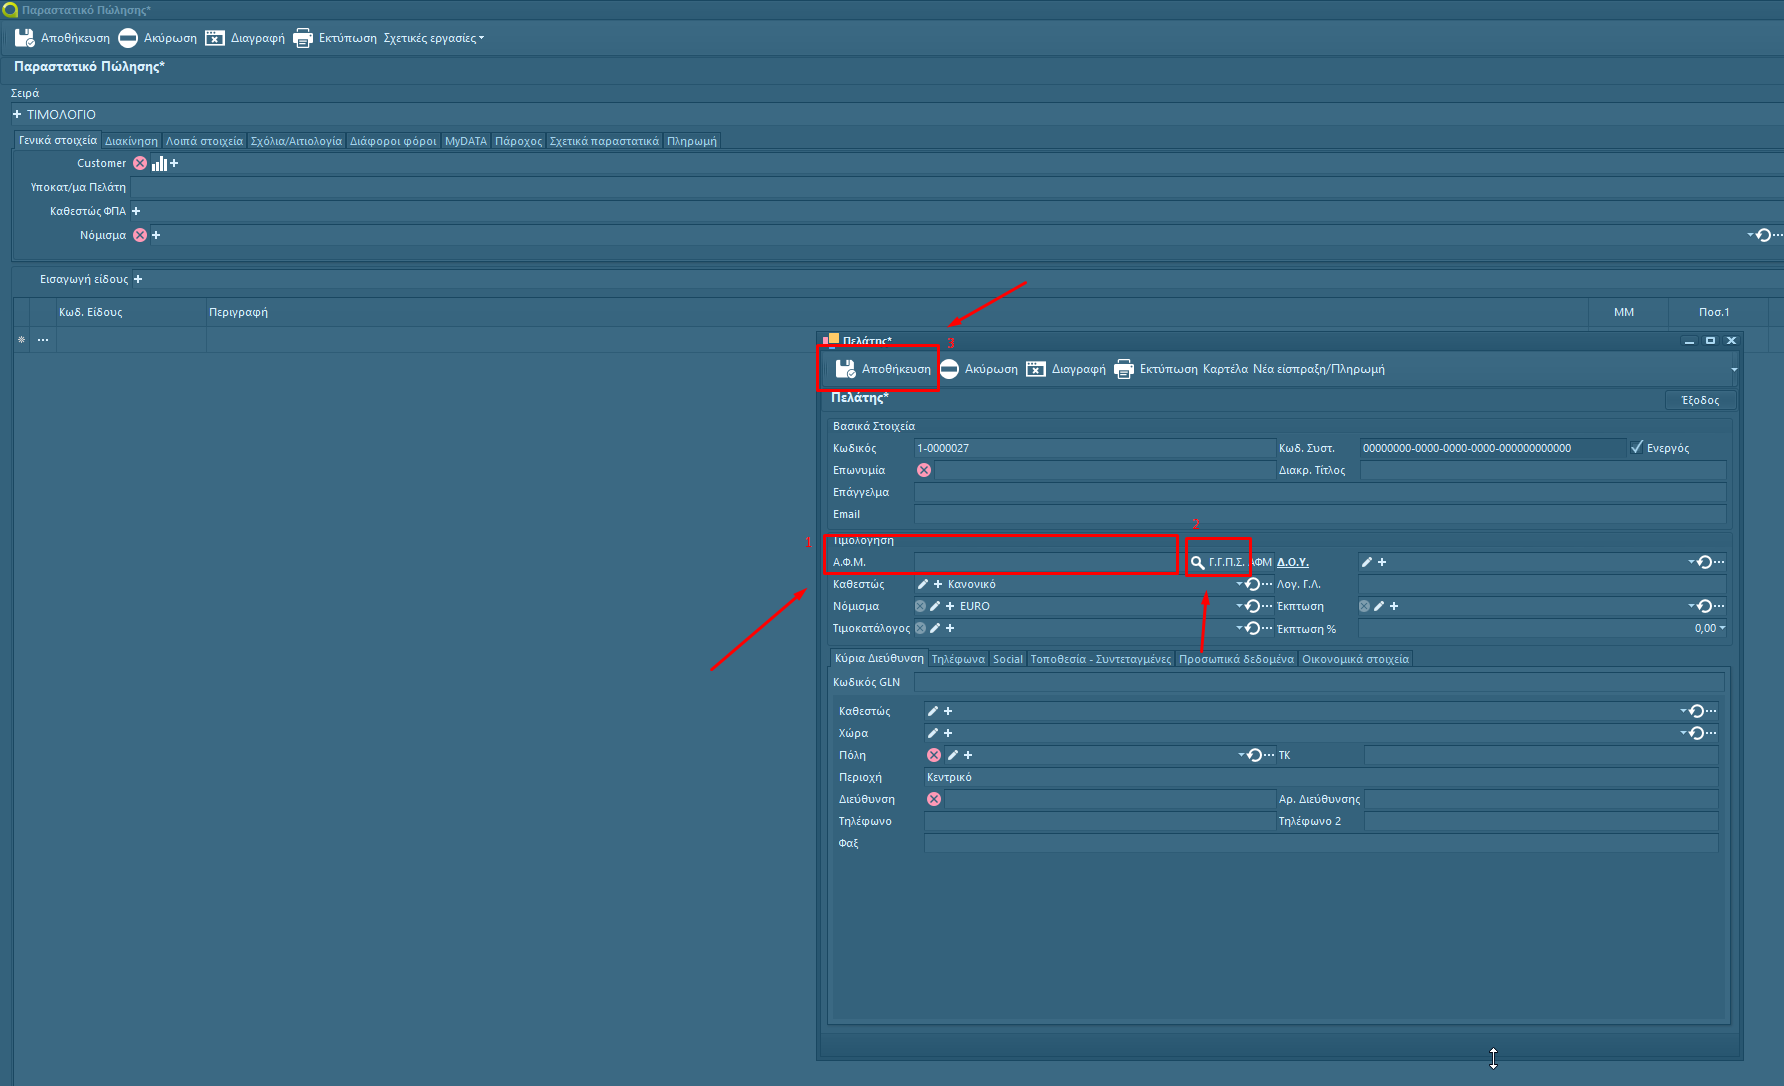 Παραστατικό Πώλησης*
Αποθήκευση Ακύρωση Διαγραφή Εκτύπωση Σχετικές εργασίες
Παραστατικό Πώλησης*
Σειρά
ΤΙΜΟΛΟΓΙΟ
Γενικά στοιχεία Διακίνηση Λοιπά στοιχεία Σχόλια/Αιτιολογία Διάφοροι φόροι MyDATA Πάροχος Σχετικά παραστατικά Πληρωμή
Customer
Υποκατ/μα Πελάτη
Καθεστώς ΦΠΑ
Νόμισμα
Εισαγωγή είδους
Κωδ. Είδους Περιγραφή ΜΜ Ποσ.1
Πελάτης* 3
Αποθήκευση Ακύρωση Διαγραφή Εκτύπωση Καρτέλα Νέα είσπραξη/Πληρωμή
Πελάτης* Έξοδος
Βασικά Στοιχεία
Κωδικός 1-0000027 Κωδ. Συστ. 00000000-0000-0000-0000-000000000000 Ενεργός
Επωνυμία Διακρ. Τίτλος
Επάγγελμα
Email
2
1 Τιμολόγηση
Α.Φ.Μ. Γ.Γ.Π.Σ. ΑΦΜ Δ.Ο.Υ.
Καθεστώς Κανονικό Λογ. Γ.Λ.
Νόμισμα EURO Έκπτωση
Τιμοκατάλογος Έκπτωση % 0,00
Κύρια Διεύθυνση Τηλέφωνα Social Τοποθεσία - Συντεταγμένες Προσωπικά δεδομένα Οικονομικά στοιχεία
Κωδικός GLN
Καθεστώς
Χώρα
Πόλη ΤΚ
Περιοχή Κεντρικό
Διεύθυνση Αρ. Διεύθυνσης
Τηλέφωνο Τηλέφωνο 2
Φαξ